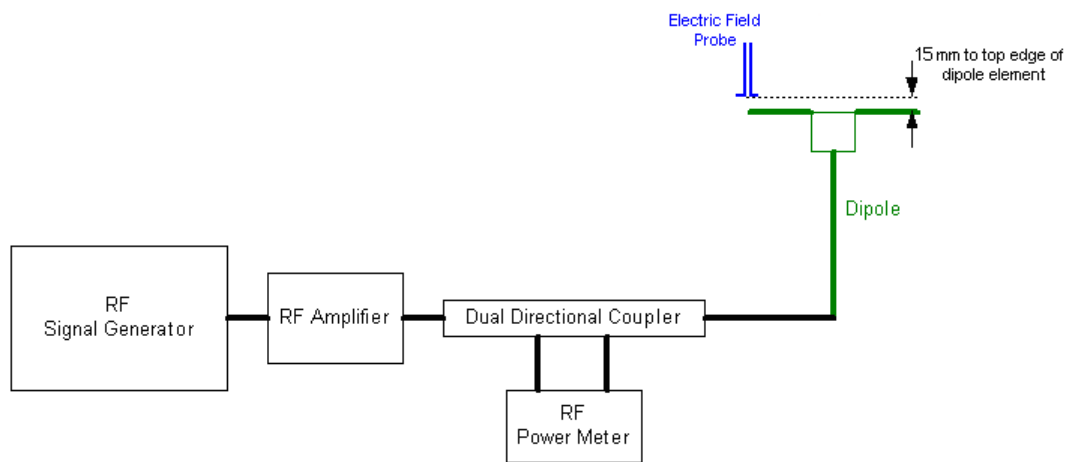 Electric Field
Probe
15 mm to top edge of
dipole element
Dipole
RF
Signal Generator
RF Amplifier
Dual Directional Coupler
RF
Power Meter